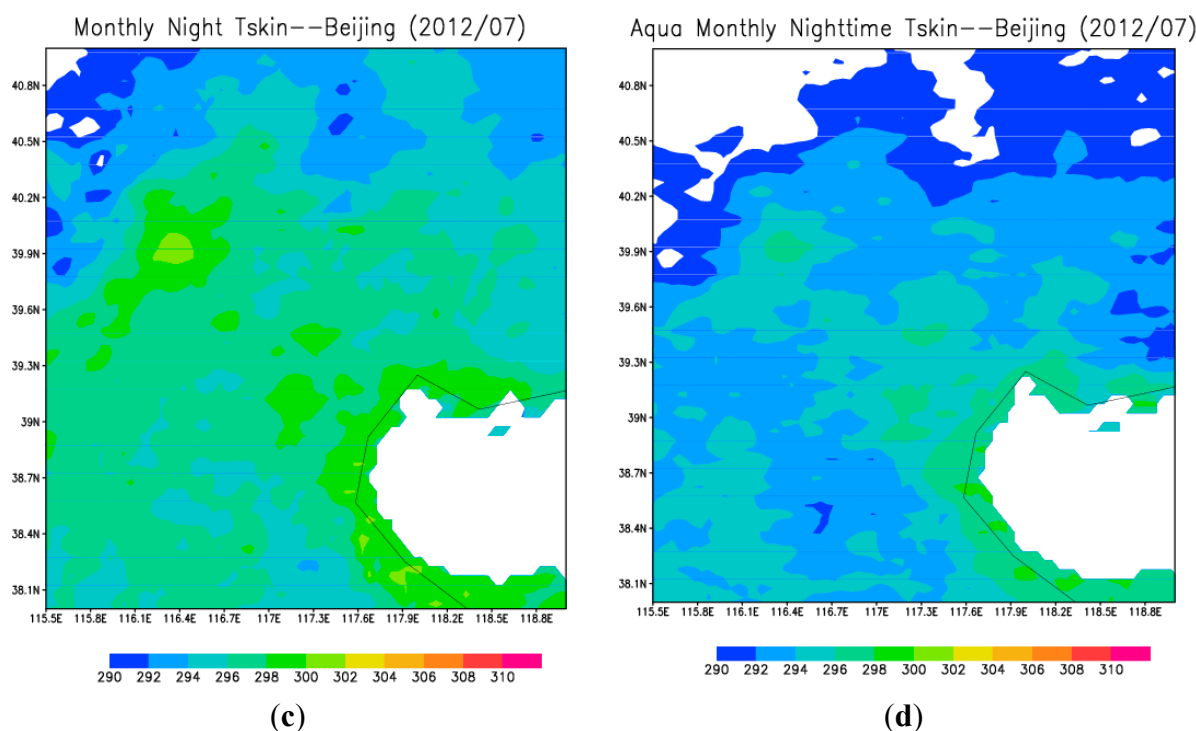 Monthly Night Tskin--Beijing (2012/07)
40.8N
40.5N
40.2N
39.9N
39.6N
39.3N
39N
38.7N
38.4N
38.1N
115.5E 115.8E 116.1E 116.4E 116.7E 117E 117.3E 117.6E 117.9E 118.2E 118.5E 118.8E
290 292 294 296 298 300 302 304 306 308 310
(c)
Aqua Monthly Nighttime Tskin--Beijing (2012/07)
40.8N
40.5N
40.2N
39.9N
39.6N
39.3N
39N
38.7N
38.4N
38.1N
115.5E 115.8E 116.1E 116.4E 116.7E 117E 117.3E 117.6E 117.9E 118.2E 118.5E 118.8E
290 292 294 296 298 300 302 304 306 308 310
(d)